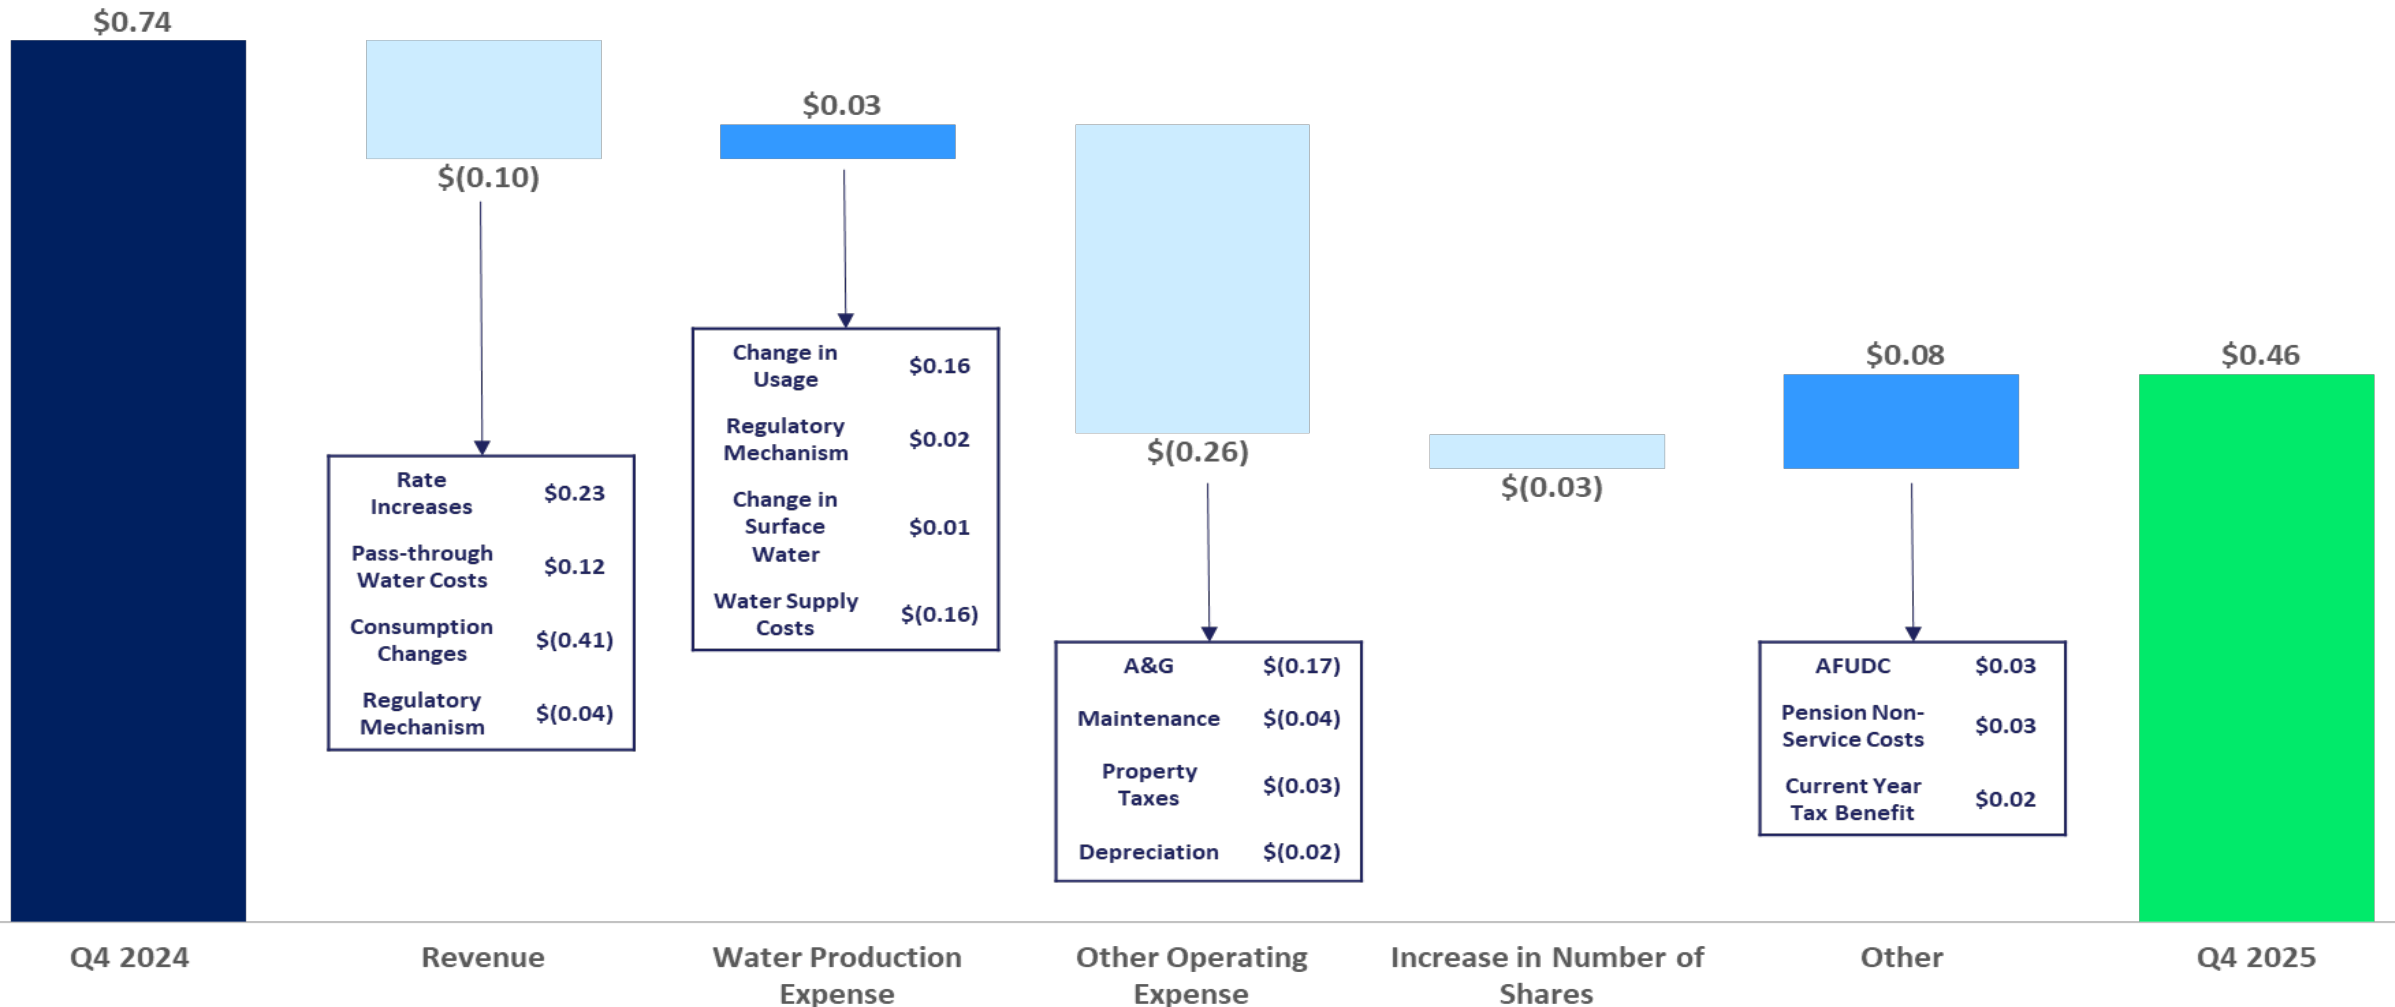 $0.74
$(0.10)
$0.03
$(0.26)
$(0.03)
$0.08
$0.46
Rate
Increases
$0.23
Pass-through
Water Costs
$0.12
Consumption
Changes
$(0.41)
Regulatory
Mechanism
$(0.04)
Change in
Usage
$0.16
Regulatory
Mechanism
$0.02
Change in
Surface
Water
$0.01
Water Supply
Costs
$(0.16)
A&G
$(0.17)
Maintenance
$(0.04)
Property
Taxes
$(0.03)
Depreciation
$(0.02)
AFUDC
$0.03
Pension Non-
Service Costs
$0.03
Current Year
Tax Benefit
$0.02
Q4 2024
Revenue
Water Production
Expense
Other Operating
Expense
Increase in Number of
Shares
Other
Q4 2025